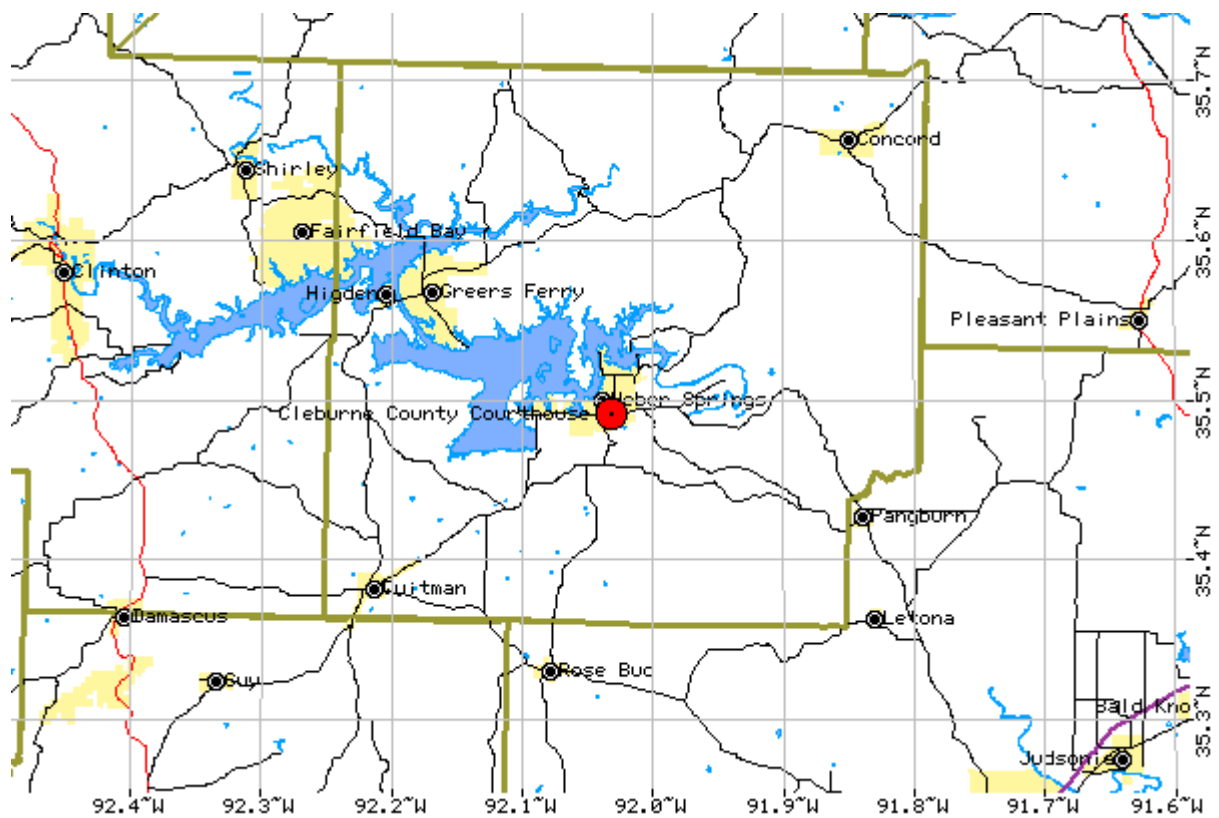 35.7~N
Concord
Shirley
Fairfield Bay
35.6~N
Clinton
Higden
Greers Ferry
Pleasant Plains
35.5~N
Heber Springs
Cleburne County Courthouse
Pangburn
35.4~N
Quitman
Damascus
Letona
Rose Bud
Guy
35.3~N
Bald Kno
Judsonia
92.4~W
92.3~W
92.2~W
92.1~W
92.0~W
91.9~W
91.8~W
91.7~W
91.6~W